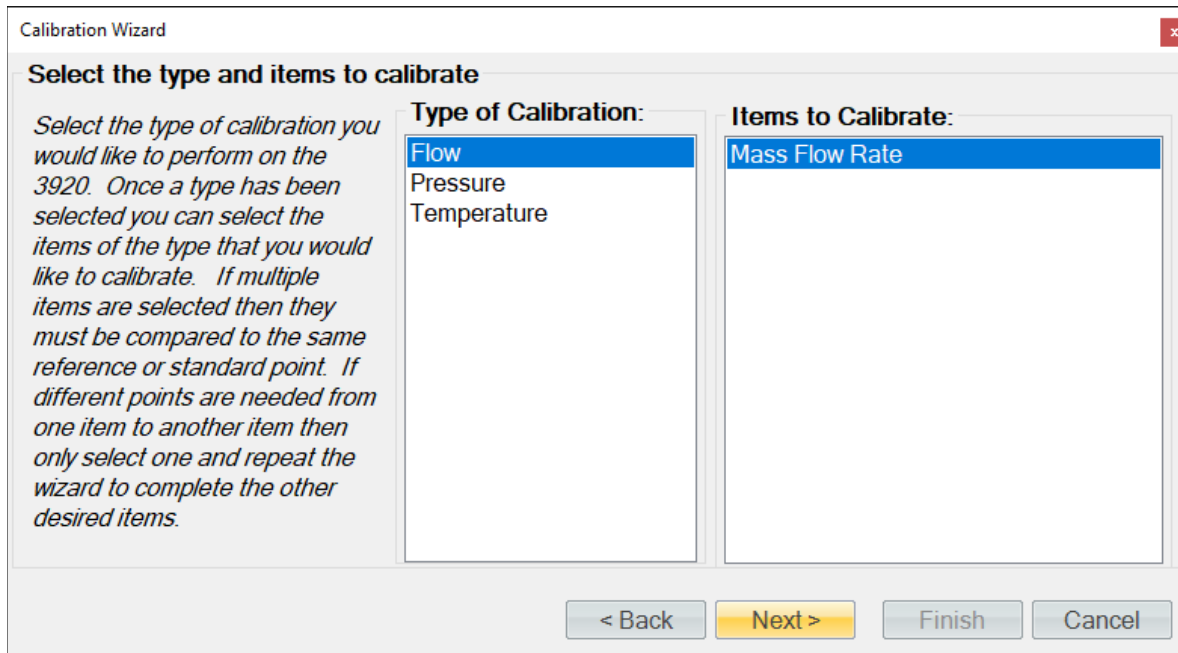 Calibration Wizard
x
Select the type and items to calibrate
Select the type of calibration you
would like to perform on the
3920. Once a type has been
selected you can select the
items of the type that you would
like to calibrate. If multiple
items are selected then they
must be compared to the same
reference or standard point. If
different points are needed from
one item to another item then
only select one and repeat the
wizard to complete the other
desired items.
Type of Calibration:
Flow
Pressure
Temperature
Items to Calibrate:
Mass Flow Rate
< Back
Next >
Finish
Cancel